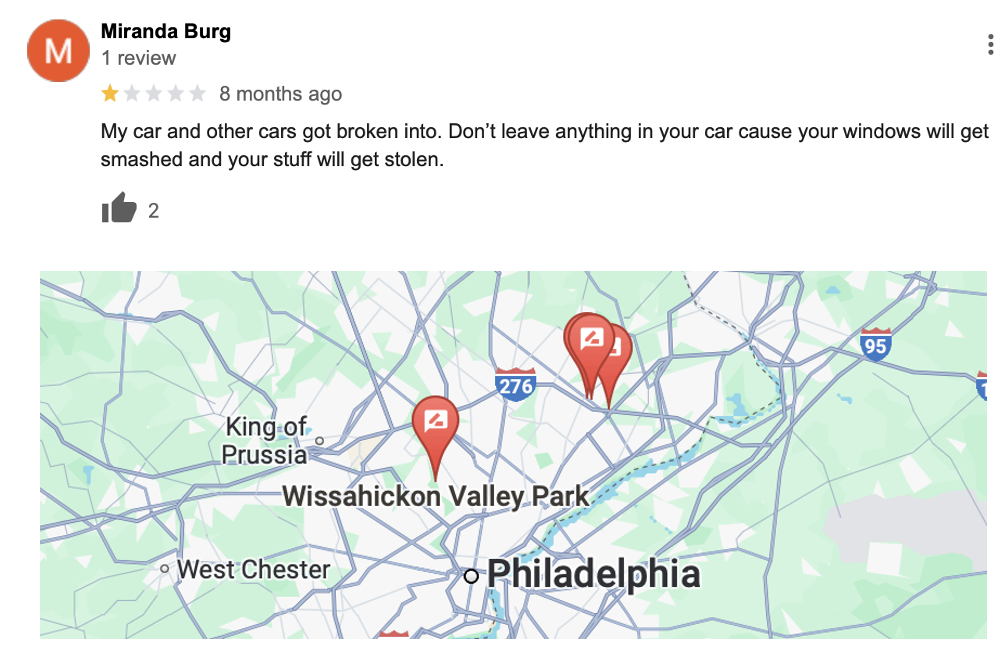 M
Miranda Burg
1 review
8 months ago
My car and other cars got broken into. Don’t leave anything in your car cause your windows will get
smashed and your stuff will get stolen.
2
95
276
King of
Prussia
Wissahickon Valley Park
West Chester
Philadelphia